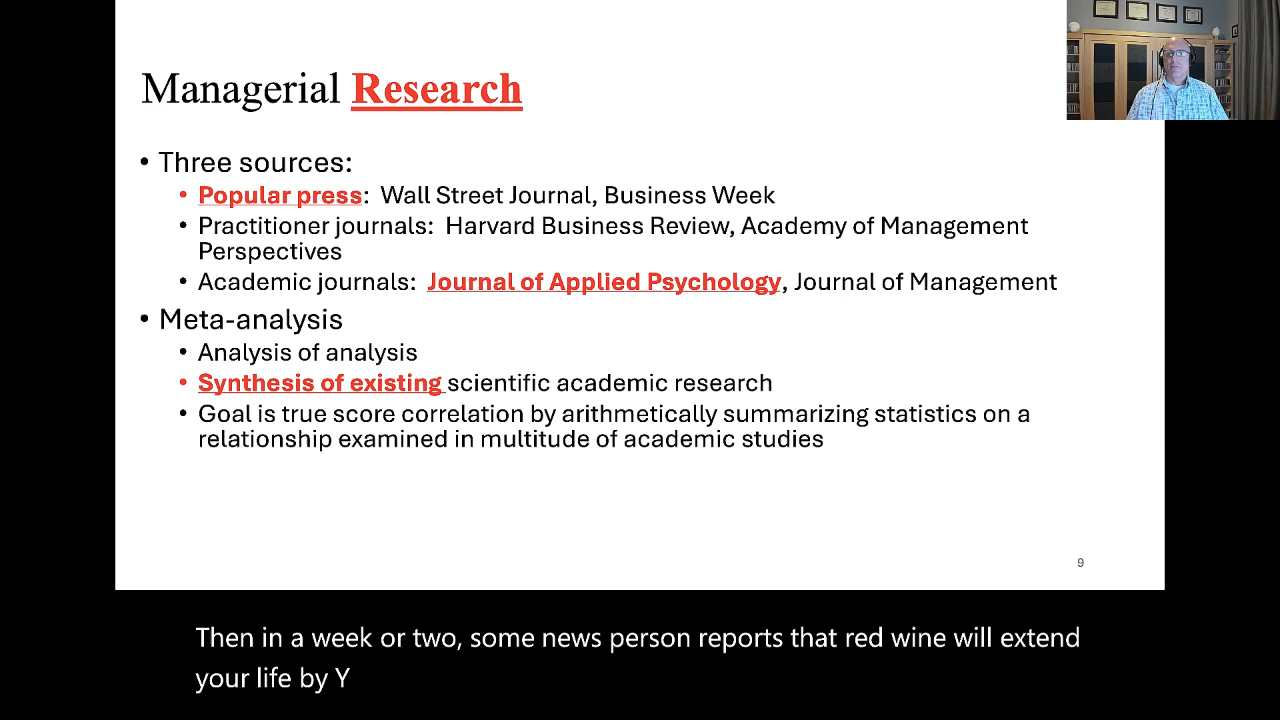 Managerial Research
• Three sources:
• Popular press: Wall Street Journal, Business Week
• Practitioner journals: Harvard Business Review, Academy of Management
Perspectives
• Academic journals: Journal of Applied Psychology, Journal of Management
• Meta-analysis
• Analysis of analysis
• Synthesis of existing scientific academic research
• Goal is true score correlation by arithmetically summarizing statistics on a
relationship examined in multitude of academic studies
9
Then in a week or two, some news person reports that red wine will extend
your life by Y